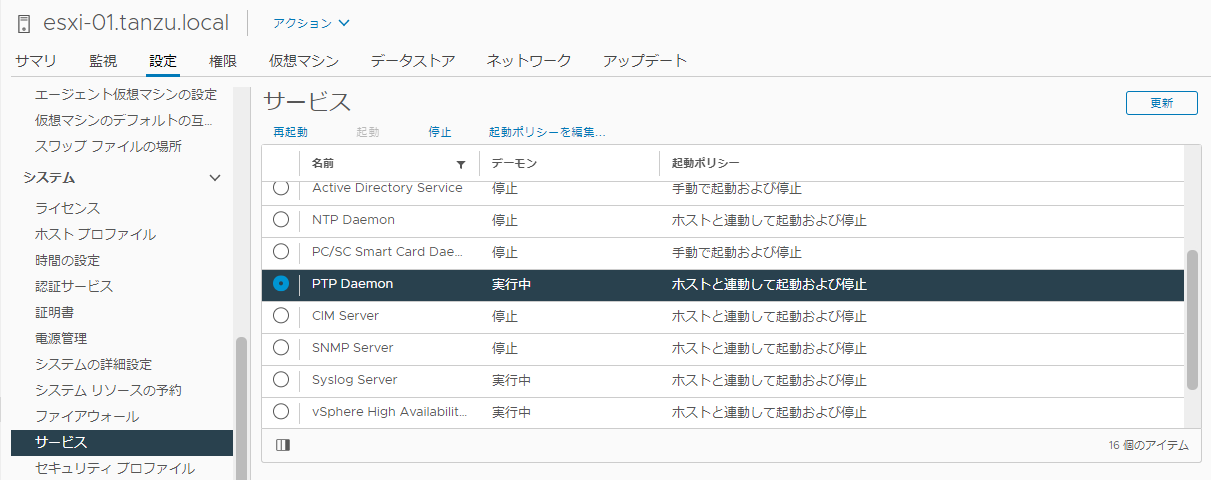 esxi-01.tanzu.local アクション
サマリ 監視 設定 権限 仮想マシン データストア ネットワーク アップデート
エージェント仮想マシンの設定
仮想マシンのデフォルトの互...
スワップ ファイルの場所
システム
ライセンス
ホスト プロファイル
時間の設定
認証サービス
証明書
電源管理
システムの詳細設定
システム リソースの予約
ファイアウォール
サービス
セキュリティ プロファイル
サービス
更新
再起動 起動 停止 起動ポリシーを編集...
名前 デーモン 起動ポリシー
Active Directory Service 停止 手動で起動および停止
NTP Daemon 停止 ホストと連動して起動および停止
PC/SC Smart Card Dae... 停止 手動で起動および停止
PTP Daemon 実行中 ホストと連動して起動および停止
CIM Server 停止 ホストと連動して起動および停止
SNMP Server 停止 ホストと連動して起動および停止
Syslog Server 実行中 ホストと連動して起動および停止
vSphere High Availabilit... 実行中 ホストと連動して起動および停止
16 個のアイテム